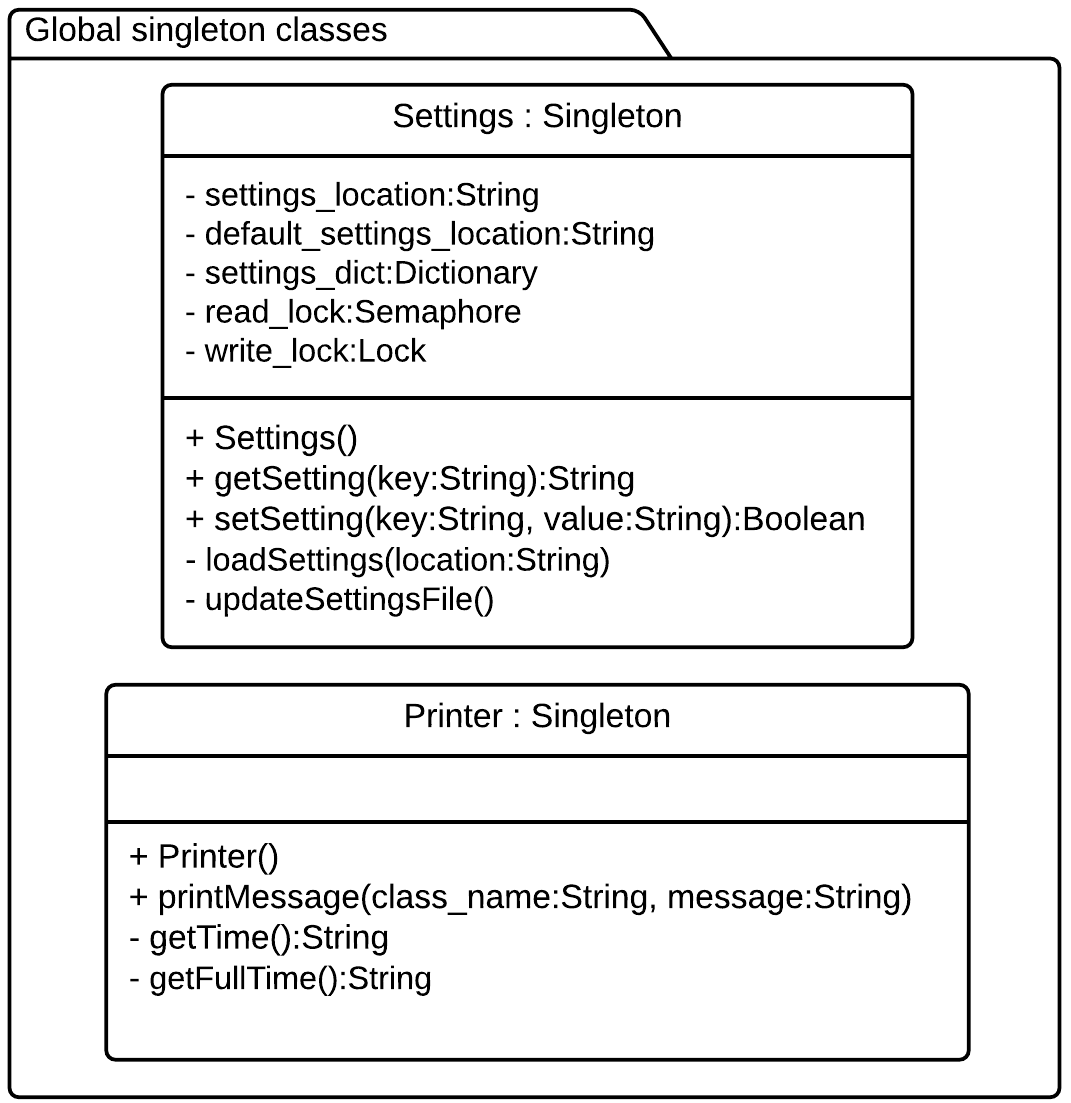 Global singleton classes
Settings : Singleton
- settings_location:String
- default_settings_location:String
- settings_dict:Dictionary
- read_lock:Semaphore
- write_lock:Lock
+ Settings()
+ getSetting(key:String):String
+ setSetting(key:String, value:String):Boolean
- loadSettings(location:String)
- updateSettingsFile()
Printer : Singleton
+ Printer()
+ printMessage(class_name:String, message:String)
- getTime():String
- getFullTime():String